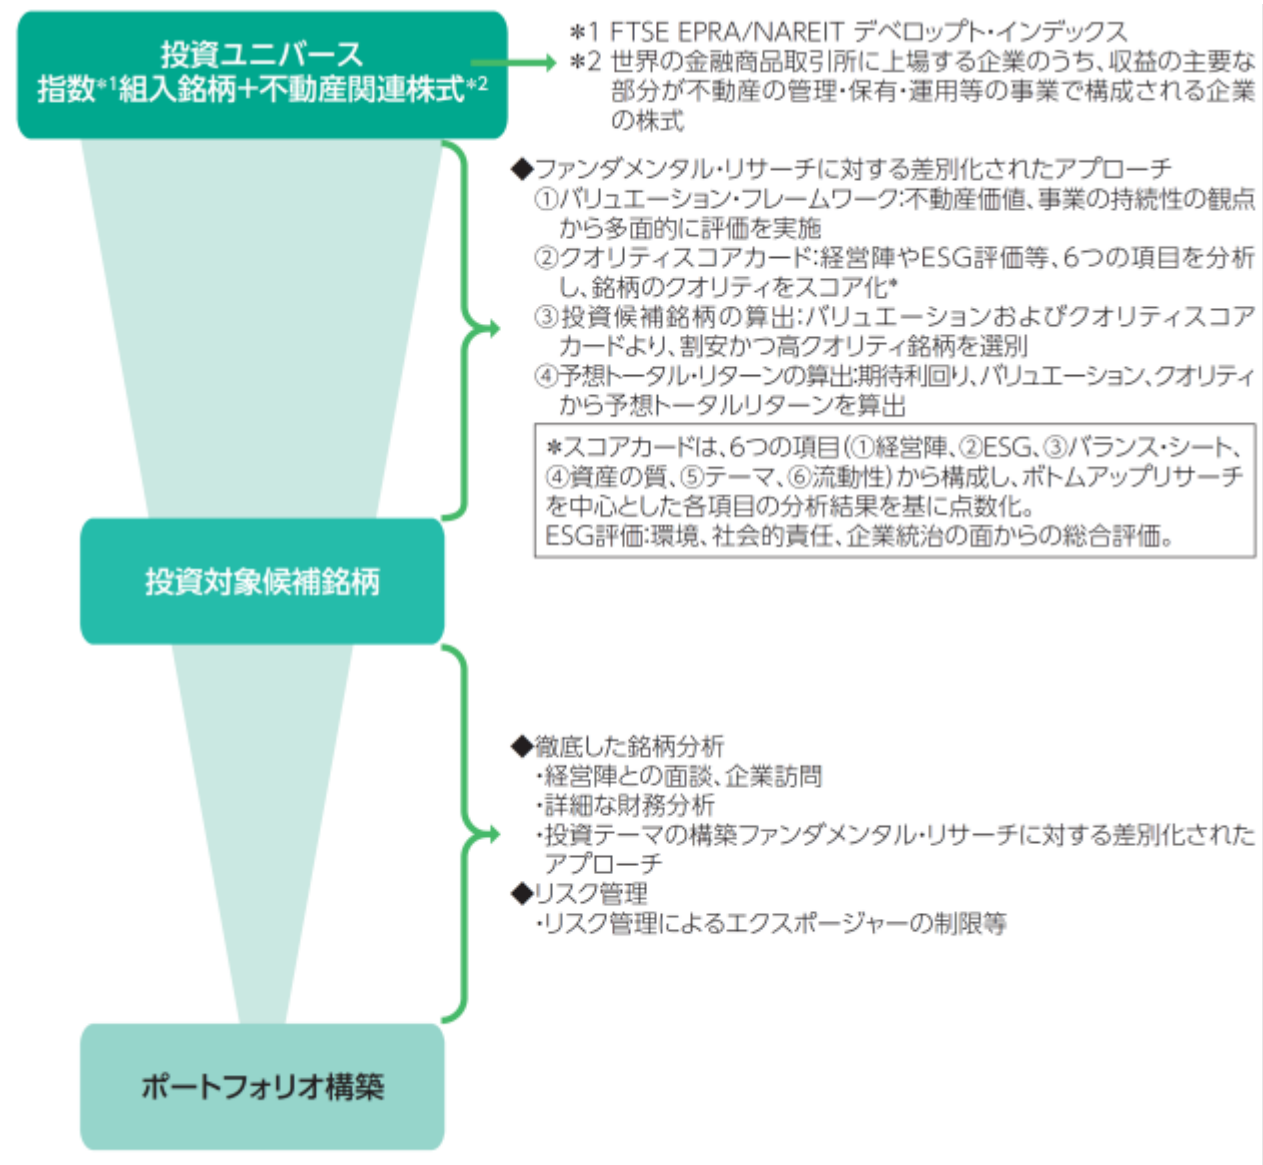 投資ユニバース
指数*1組入銘柄+不動産関連株式*2
*1 FTSE EPRA/NAREIT デベロップト・インデックス
*2 世界の金融商品取引所に上場する企業のうち、収益の主要な
部分が不動産の管理・保有・運用等の事業で構成される企業
の株式
◆ファンダメンタル・リサーチに対する差別化されたアプローチ
①バリュエーション・フレームワーク:不動産価値、事業の持続性の観点
から多面的に評価を実施
②クオリティスコアカード:経営陣やESG評価等、6つの項目を分析
し、銘柄のクオリティをスコア化*
③投資候補銘柄の算出:バリュエーションおよびクオリティスコア
カードより、割安かつ高クオリティ銘柄を選別
④予想トータル・リターンの算出:期待利回り、バリュエーション、クオリティ
から予想トータルリターンを算出
*スコアカードは、6つの項目(①経営陣、②ESG、③バランス・シート、
④資産の質、⑤テーマ、⑥流動性)から構成し、ボトムアップリサーチ
を中心とした各項目の分析結果を基に点数化。
ESG評価:環境、社会的責任、企業統治の面からの総合評価。
投資対象候補銘柄
◆徹底した銘柄分析
・経営陣との面談、企業訪問
・詳細な財務分析
・投資テーマの構築ファンダメンタル・リサーチに対する差別化された
アプローチ
◆リスク管理
・リスク管理によるエクスポージャーの制限等
ポートフォリオ構築